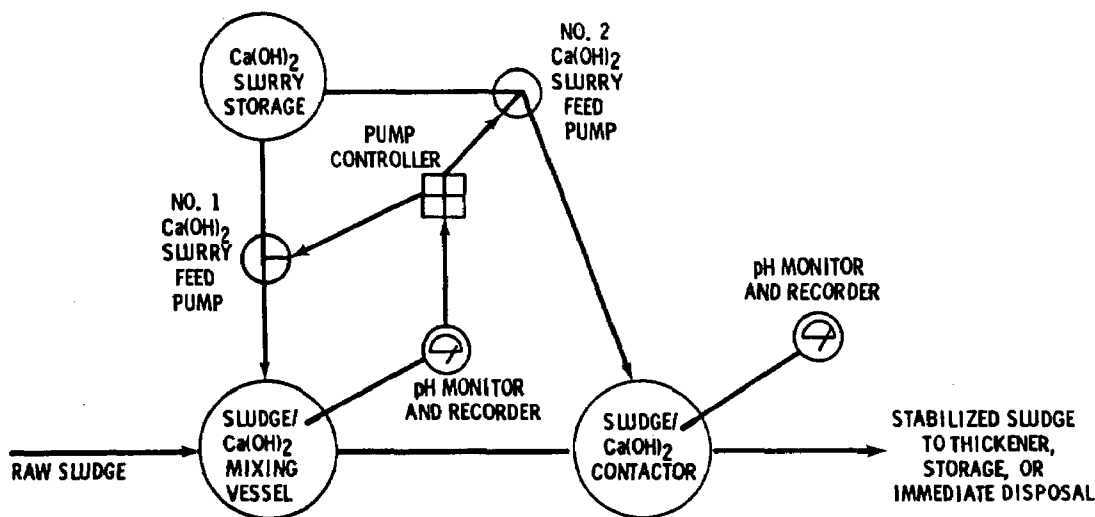 Ca(OH)2
SLURRY
STORAGE
NO. 2
Ca(OH)2
SLURRY
FEED
PUMP
PUMP
CONTROLLER
NO. 1
Ca(OH)2
SLURRY
FEED
PUMP
pH MONITOR
AND RECORDER
pH MONITOR
AND RECORDER
RAW SLUDGE
SLUDGE/
Ca(OH)2
MIXING
VESSEL
SLUDGE/
Ca(OH)2
CONTACTOR
STABILIZED SLUDGE
TO THICKENER,
STORAGE, OR
IMMEDIATE DISPOSAL